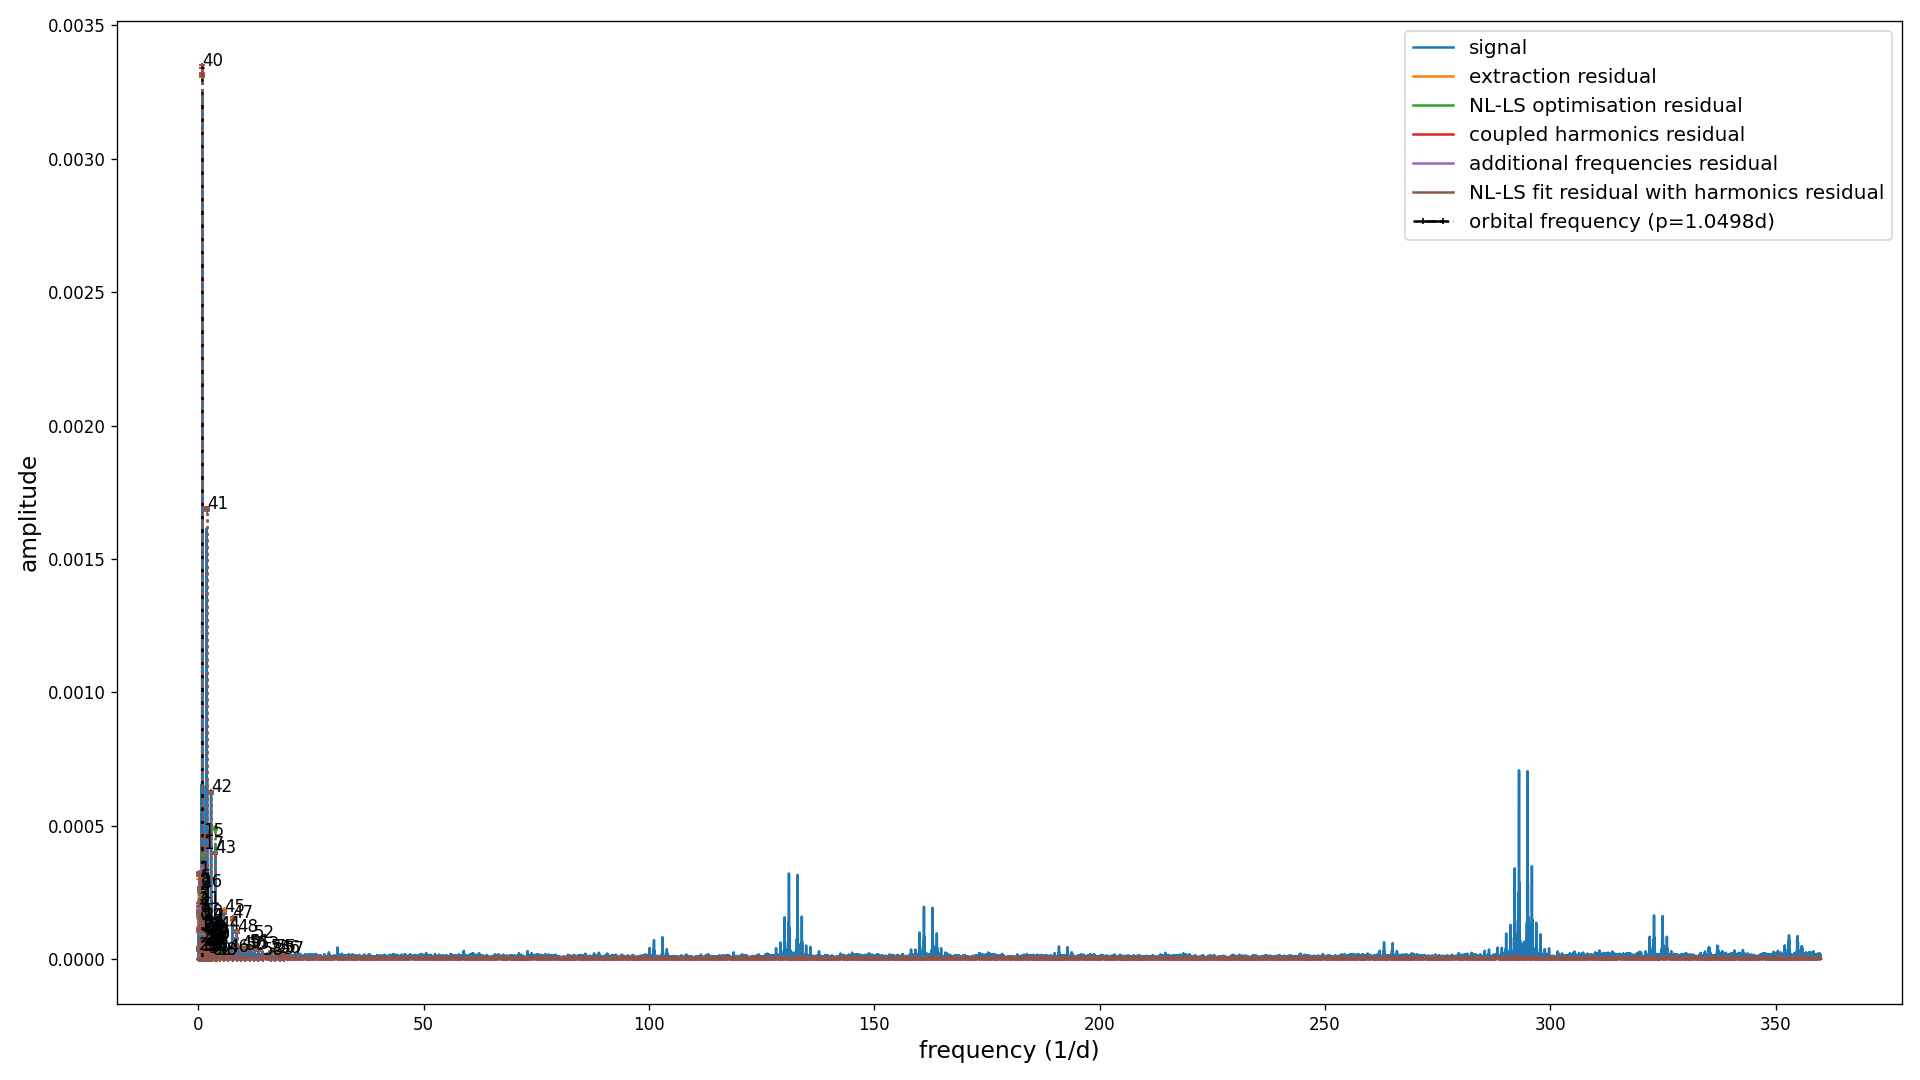 0.0035
0.0030
0.0025
0.0020
0.0015
0.0010
0.0005
0.0000
amplitude
0
50
100
150
200
250
300
350
frequency (1/d)
signal
extraction residual
NL-LS optimisation residual
coupled harmonics residual
additional frequencies residual
NL-LS fit residual with harmonics residual
orbital frequency (p=1.0498d)
40
41
42
15
17
43
45
47
48
52